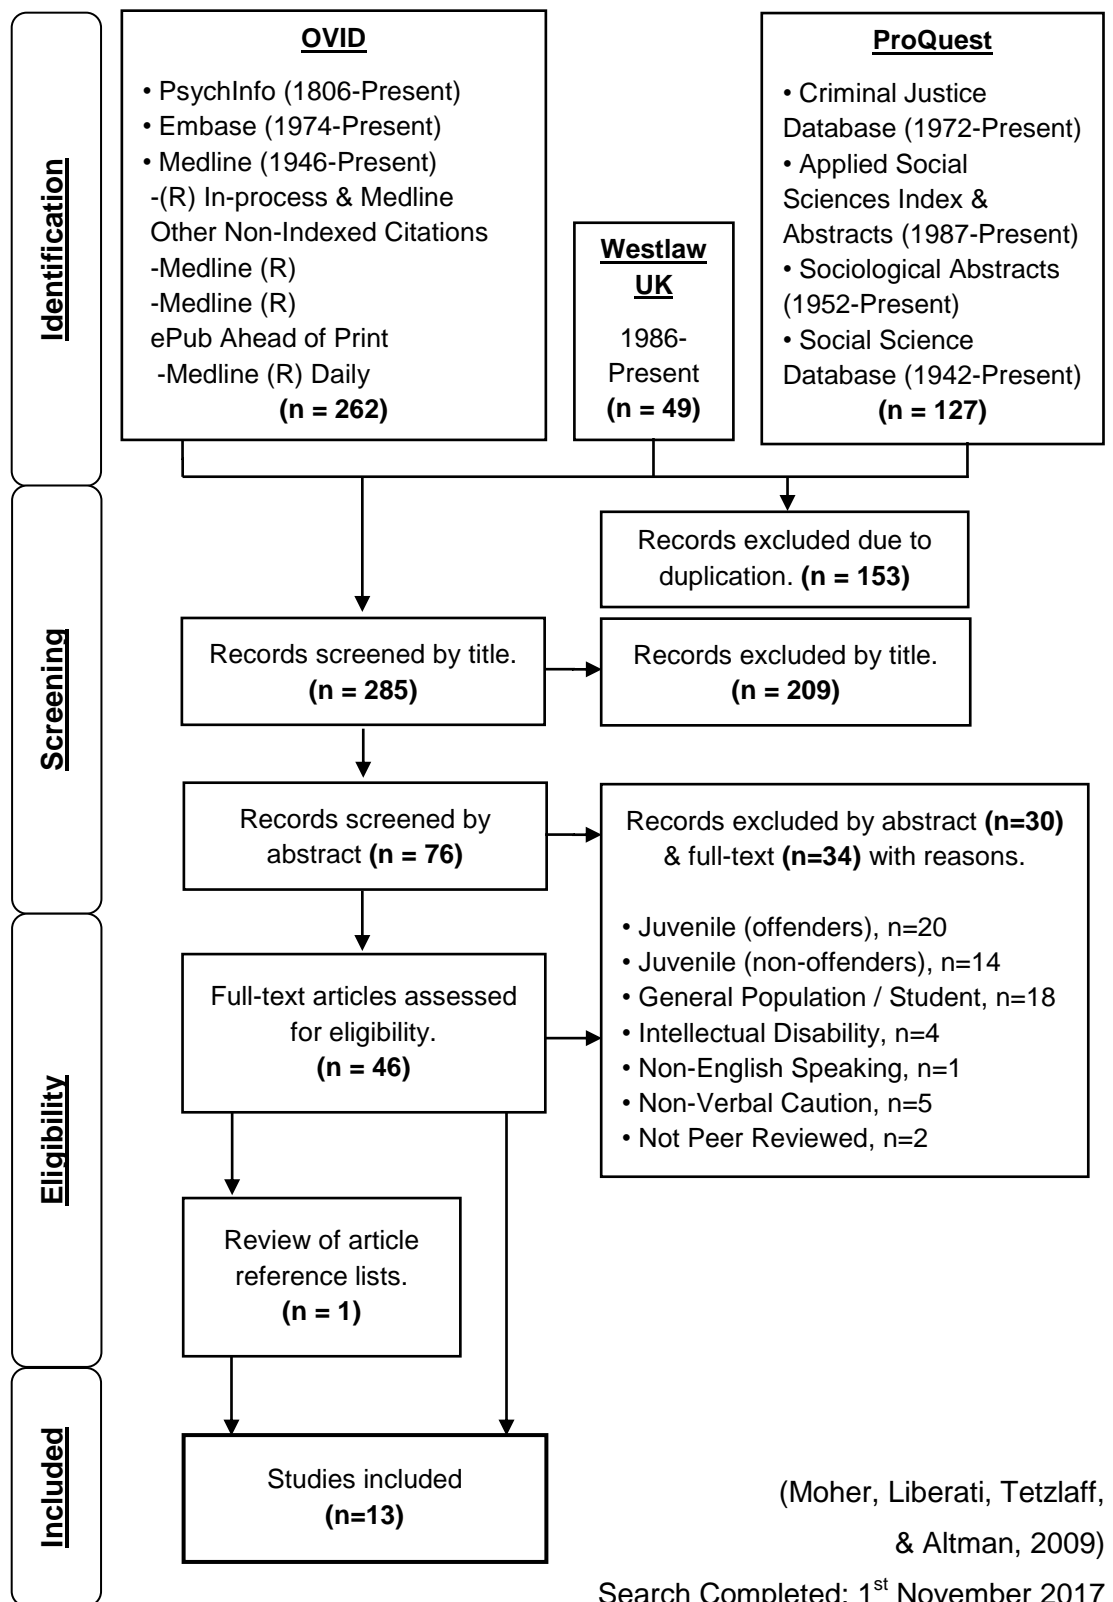 Identification
OVID
• PsychInfo (1806-Present)
• Embase (1974-Present)
• Medline (1946-Present)
-(R) In-process & Medline
Other Non-Indexed Citations
-Medline (R)
-Medline (R)
ePub Ahead of Print
-Medline (R) Daily
(n = 262)
Westlaw
UK
1986-
Present
(n = 49)
ProQuest
• Criminal Justice
Database (1972-Present)
• Applied Social
Sciences Index &
Abstracts (1987-Present)
• Sociological Abstracts
(1952-Present)
• Social Science
Database (1942-Present)
(n = 127)
Screening
Records excluded due to
duplication. (n = 153)
Records screened by title.
(n = 285)
Records excluded by title.
(n = 209)
Records screened by
abstract (n = 76)
Records excluded by abstract (n=30)
& full-text (n=34) with reasons.
• Juvenile (offenders), n=20
• Juvenile (non-offenders), n=14
• General Population / Student, n=18
• Intellectual Disability, n=4
• Non-English Speaking, n=1
• Non-Verbal Caution, n=5
• Not Peer Reviewed, n=2
Eligibility
Full-text articles assessed
for eligibility.
(n = 46)
Review of article
reference lists.
(n = 1)
Included
Studies included
(n=13)
(Moher, Liberati, Tetzlaff,
& Altman, 2009)
Search Completed: 1st November 2017